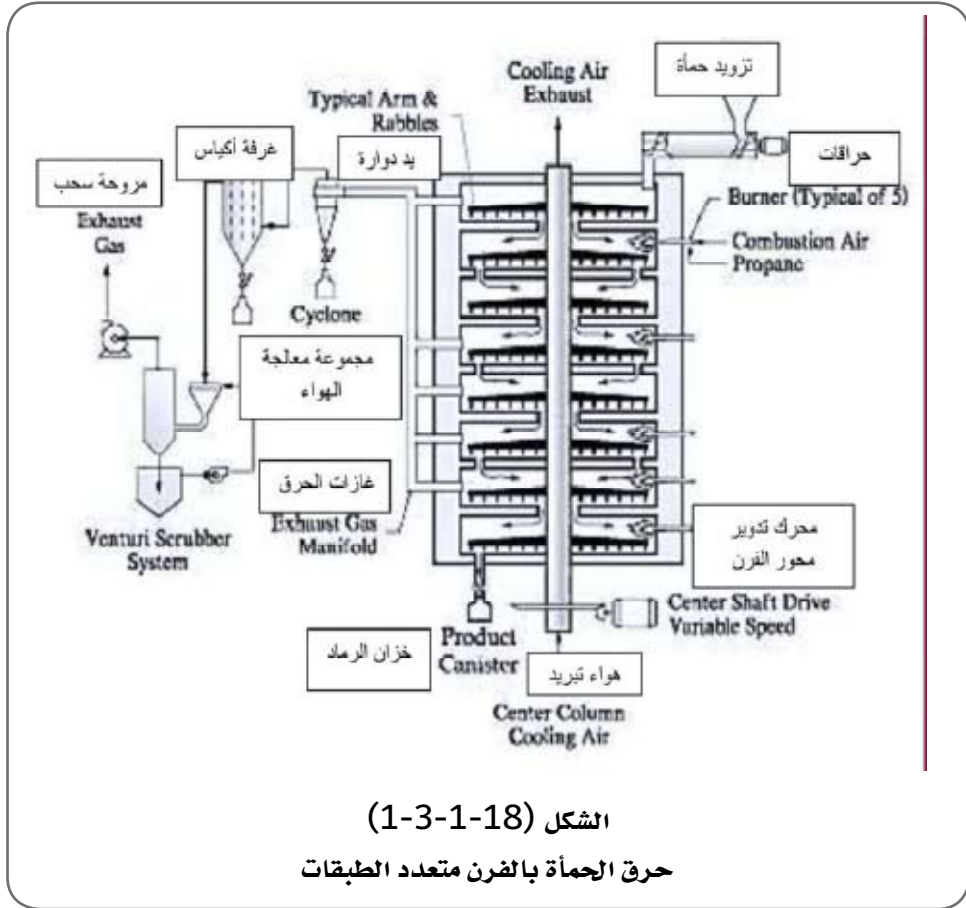 تزويد حمأة
Cooling Air
Exhaust
Typical Arm &
Rabbles
حراقات
غرفة أكياس
يد دوارة
مروحة سحب
Exhaust
Gas
Burner (Typical of 5)
Combustion Air
Propane
Cyclone
مجموعة معالجة
الهواء
غازات الحرق
Exhaust Gas
Manifold
Venturi Scrubber
System
محرك تدوير
محور الفرن
Center Shaft Drive
Variable Speed
Product
Canister
خزان الرماد
هواء تبريد
Center Column
Cooling Air
الشكل (18-1-3-1)
حرق الحمأة بالفرن متعدد الطبقات